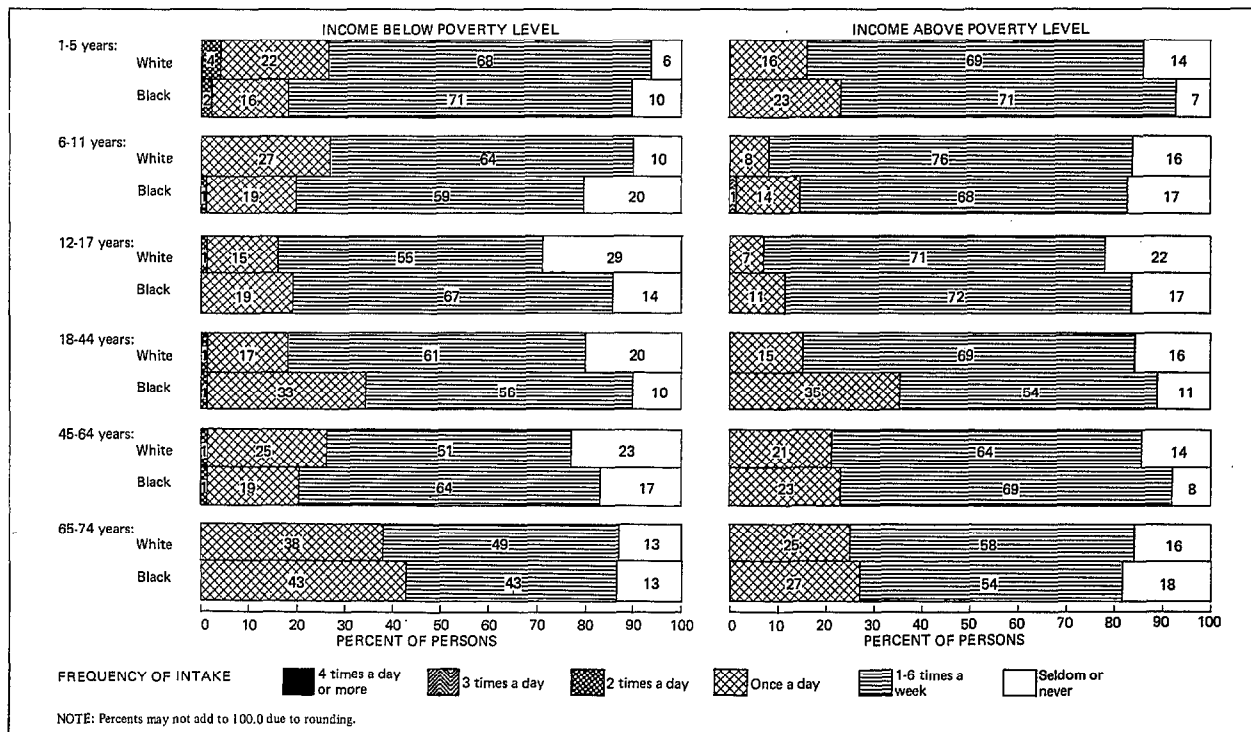 INCOME BELOW POVERTY LEVEL INCOME ABOVE POVERTY LEVEL
1-5 years:
White 4 22 68 6 16 69 14
Black 2 16 71 10 23 71 7
6-11 years:
White 27 64 10 8 76 16
Black 1 19 59 20 1 14 68 17
12-17 years:
White 1 15 55 29 7 71 22
Black 19 67 14 11 72 17
18-44 years:
White 1 17 61 20 15 69 16
Black 1 33 56 10 35 54 11
45-64 years:
White 1 25 51 23 21 64 14
Black 1 19 64 17 23 69 8
65-74 years:
White 38 49 13 25 58 16
Black 43 43 13 27 54 18
0 10 20 30 40 50 60 70 80 90 100 0 10 20 30 40 50 60 70 80 90 100
PERCENT OF PERSONS PERCENT OF PERSONS
FREQUENCY OF INTAKE 4 times a day or more 3 times a day 2 times a day Once a day 1-6 times a week Seldom or never
NOTE: Percents may not add to 100.0 due to rounding.